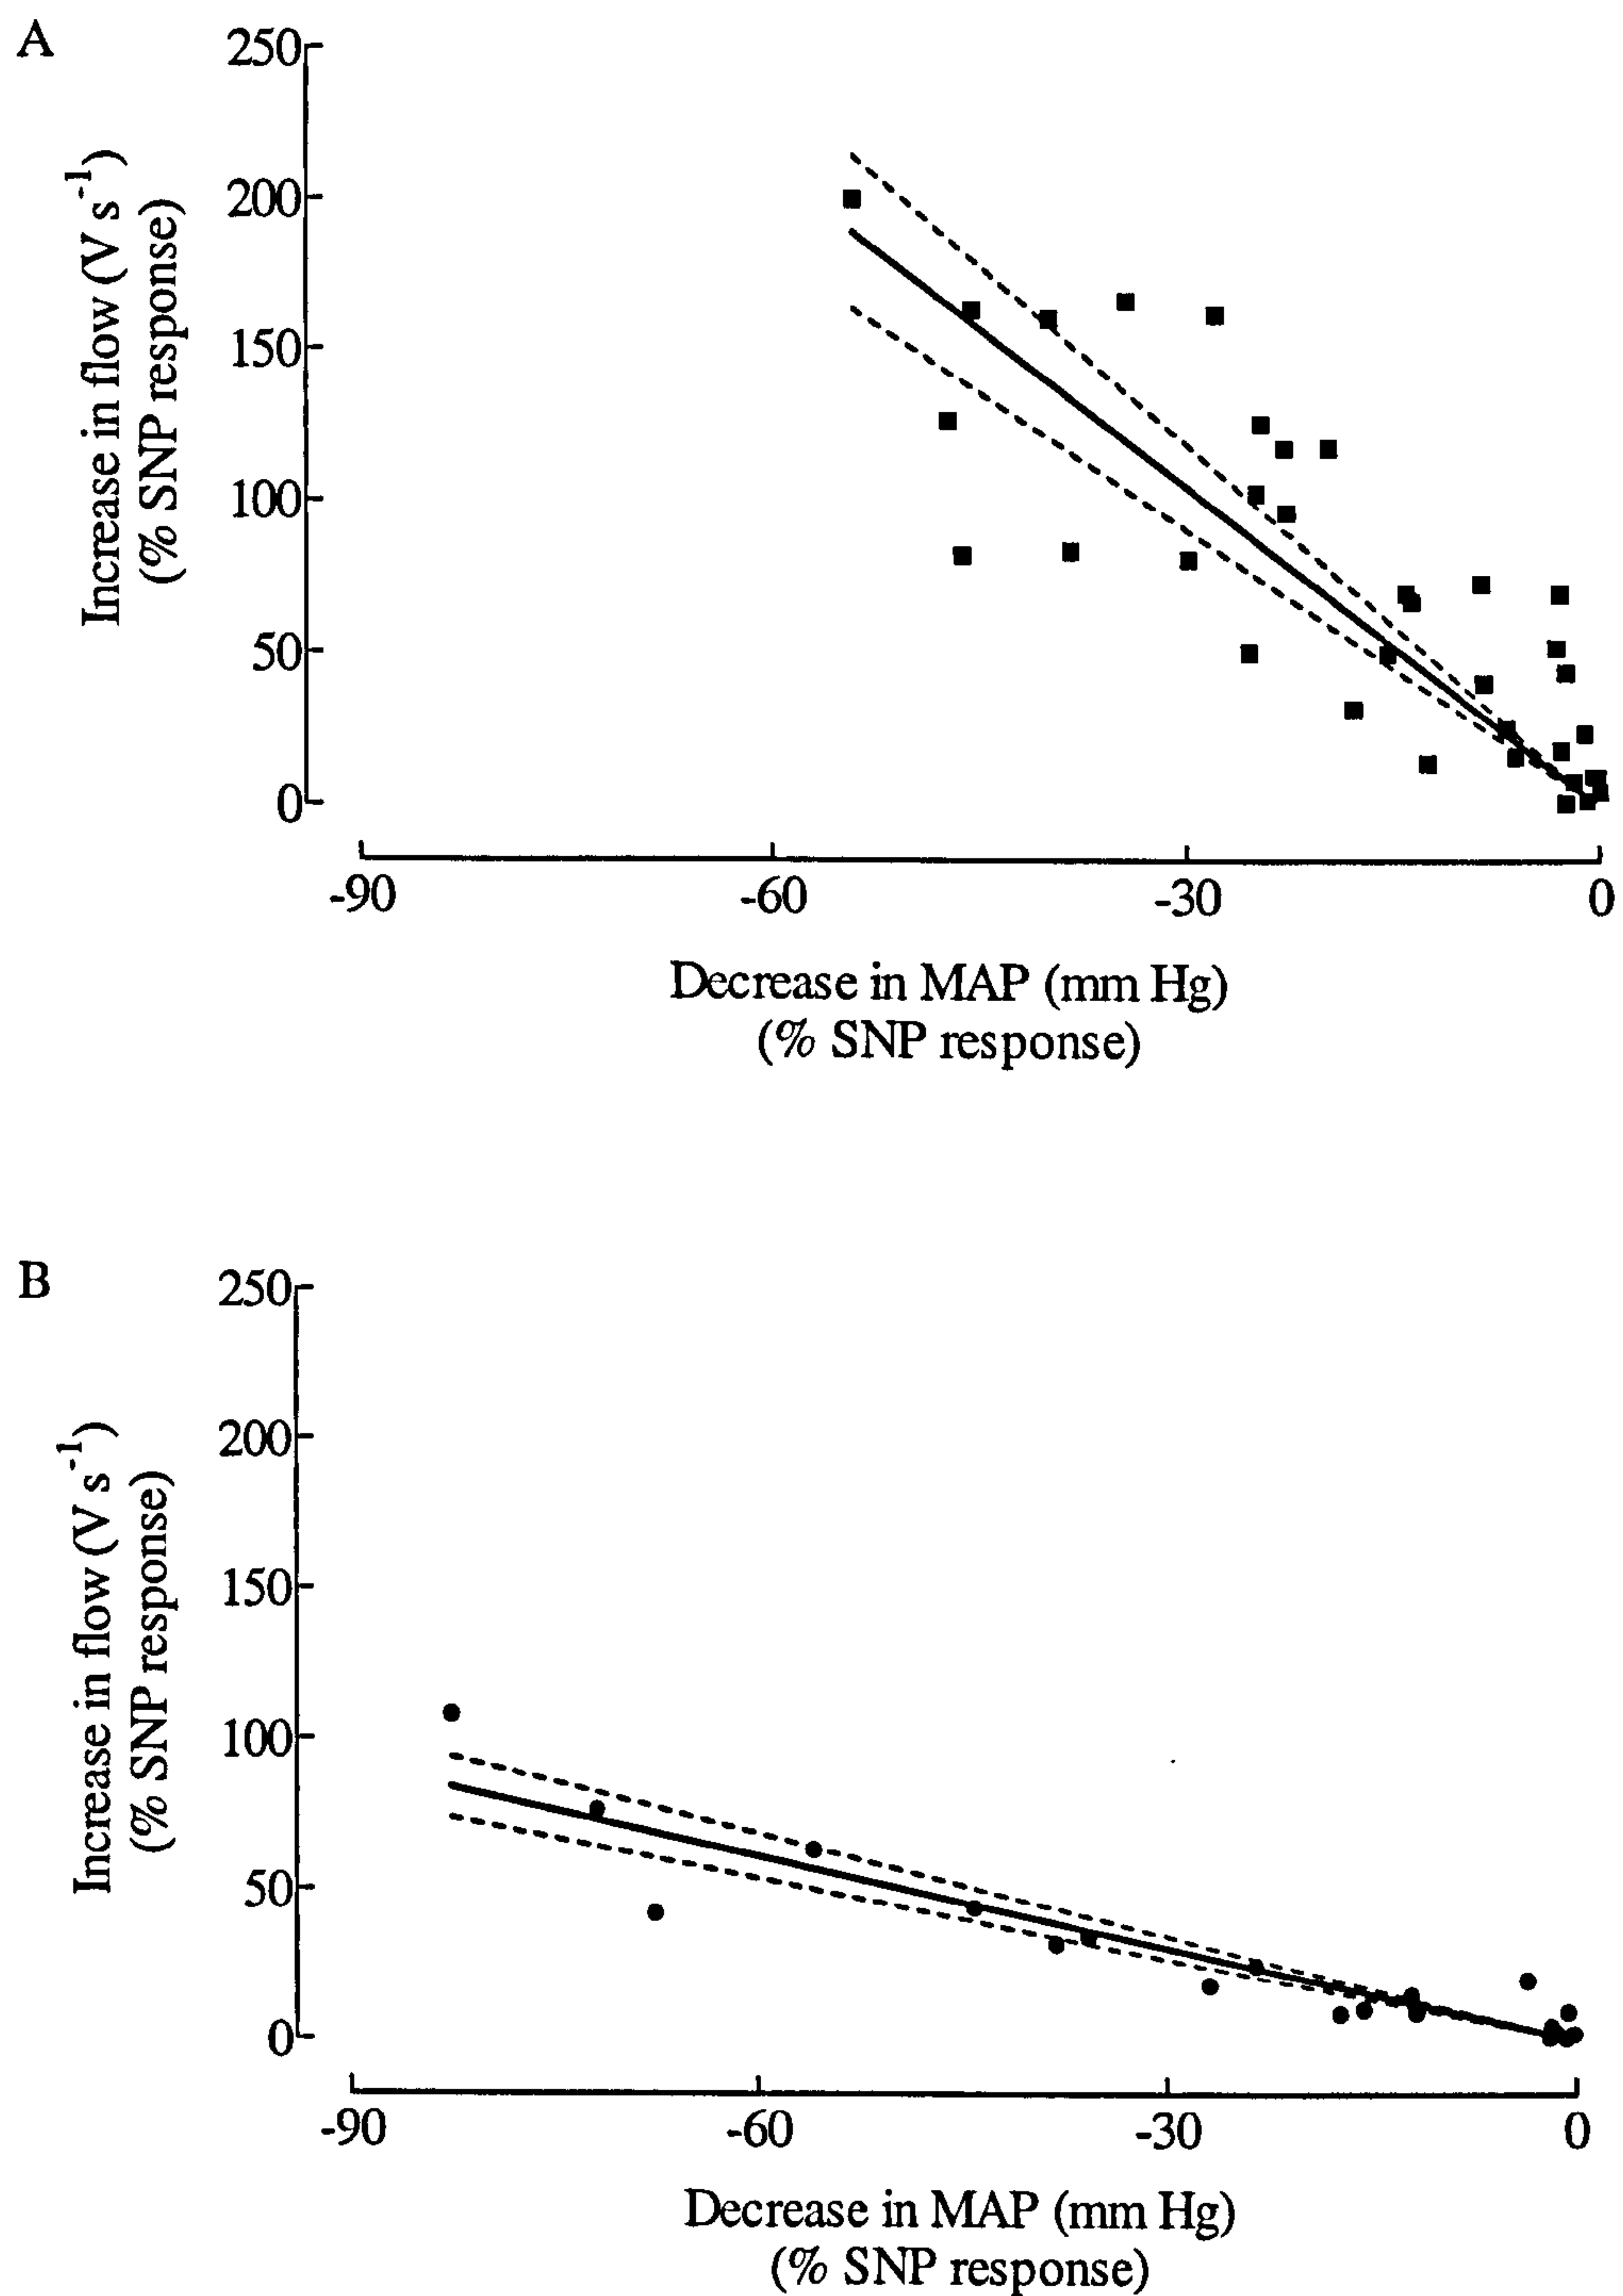 A
250
200
150
100
50
0
Increase in flow (V s⁻¹)
(% SNP response)
-90 -60 -30 0
Decrease in MAP (mm Hg)
(% SNP response)
B
250
200
150
100
50
0
Increase in flow (V s⁻¹)
(% SNP response)
-90 -60 -30 0
Decrease in MAP (mm Hg)
(% SNP response)